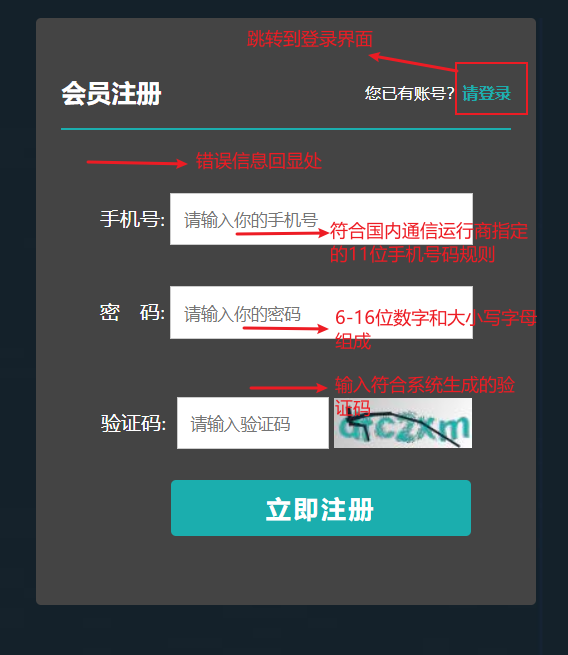 跳转到登录界面
会员注册
您已有账号? 请登录
错误信息回显处
手机号: 请输入你的手机号
符合国内通信运行商指定
的11位手机号码规则
密 码: 请输入你的密码
6-16位数字和大小写字母
组成
输入符合系统生成的验
证码
验证码: 请输入验证码
立即注册